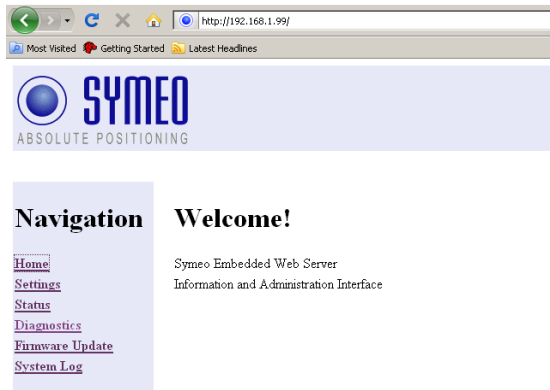 http://192.168.1.99/
Most Visited Getting Started Latest Headlines
SYMEO
ABSOLUTE POSITIONING
Navigation
Home
Settings
Status
Diagnostics
Firmware Update
System Log
Welcome!
Symeo Embedded Web Server
Information and Administration Interface